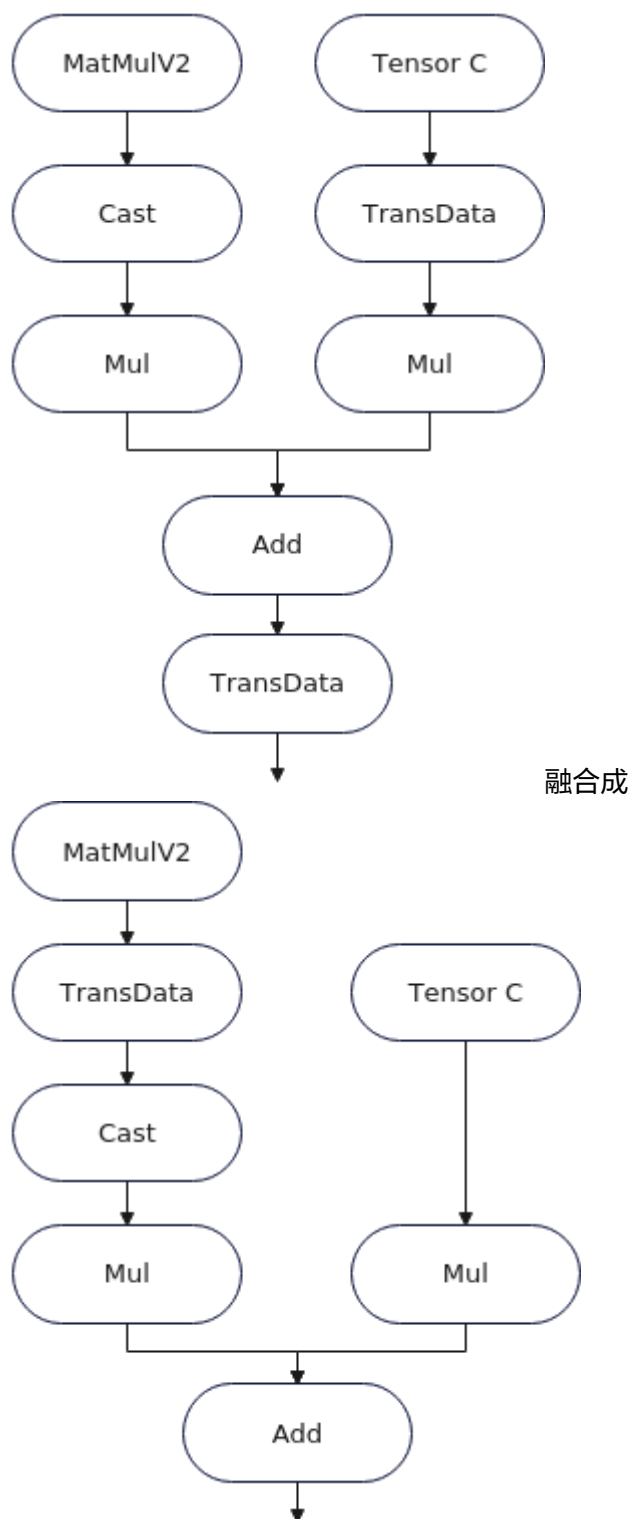 MatMulV2
Tensor C
Cast
TransData
Mul
Mul
Add
TransData
融合成
MatMulV2
TransData
Tensor C
Cast
Mul
Mul
Add